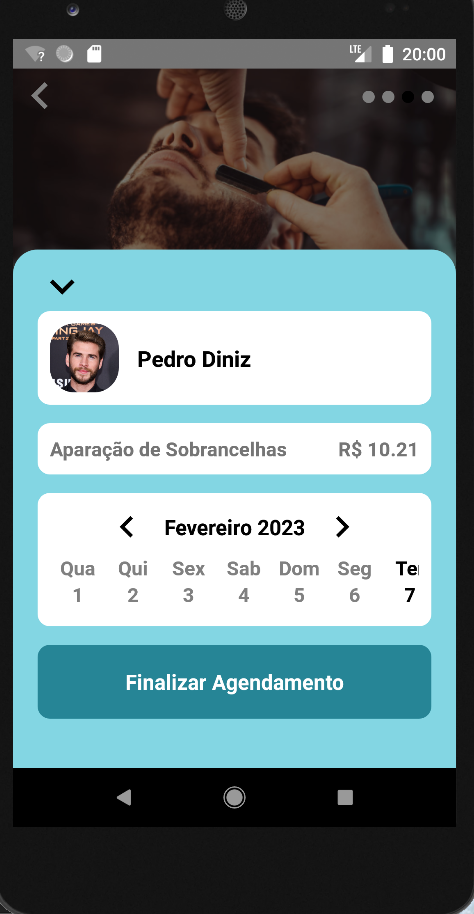 LTE
20:00
Pedro Diniz
Aparação de Sobrancelhas R$ 10.21
Fevereiro 2023
Qua Qui Sex Sab Dom Seg
1 2 3 4 5 6 7
Finalizar Agendamento